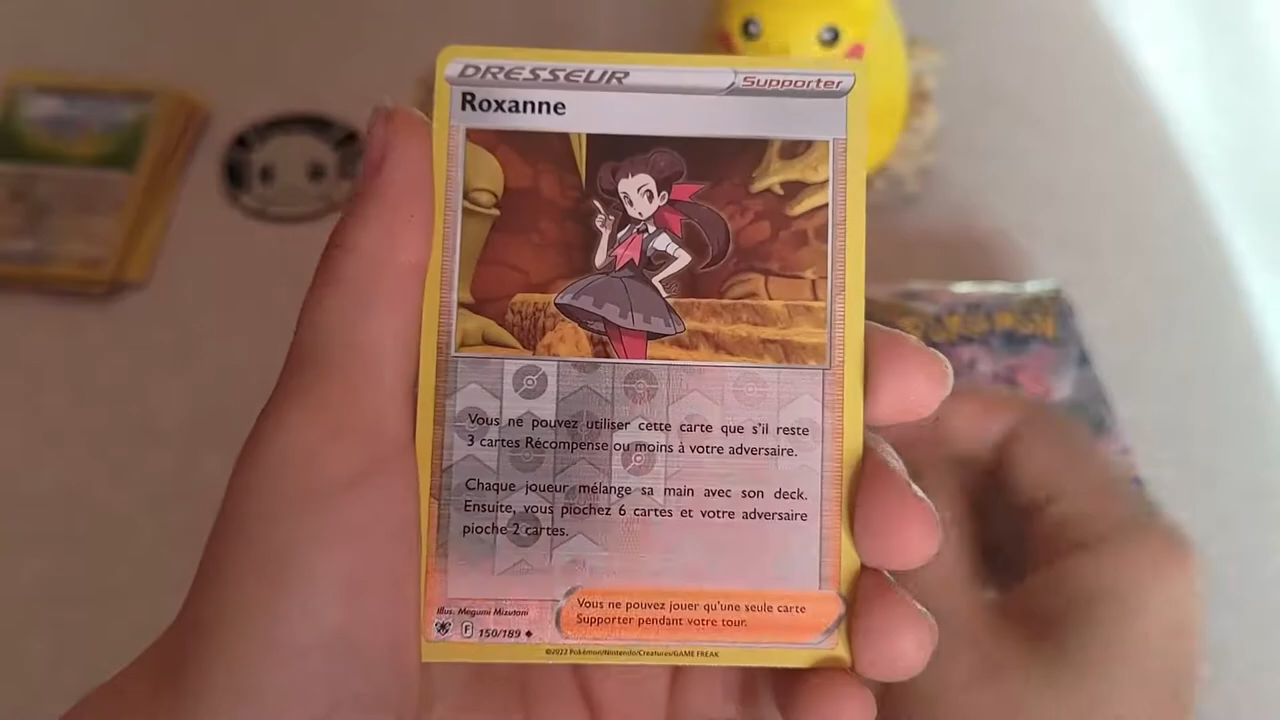 DRESSEUR
Supporter
Roxanne
Vous ne pouvez utiliser cette carte que s'il reste
3 cartes Récompense ou moins à votre adversaire.
Chaque joueur mélange sa main avec son deck.
Ensuite, vous piochez 6 cartes et votre adversaire
pioche 2 cartes.
Illus. Megumi Mizutani
F 150/189
Vous ne pouvez jouer qu'une seule carte
Supporter pendant votre tour.
©2022 Pokémon/Nintendo/Creatures/GAME FREAK
POKÉMON